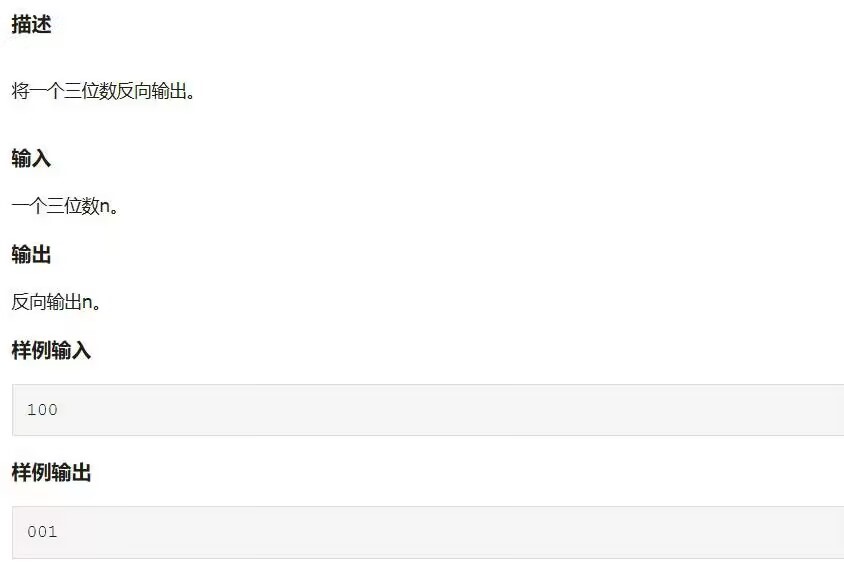 描述
将一个三位数反向输出。
输入
一个三位数n。
输出
反向输出n。
样例输入
100
样例输出
001